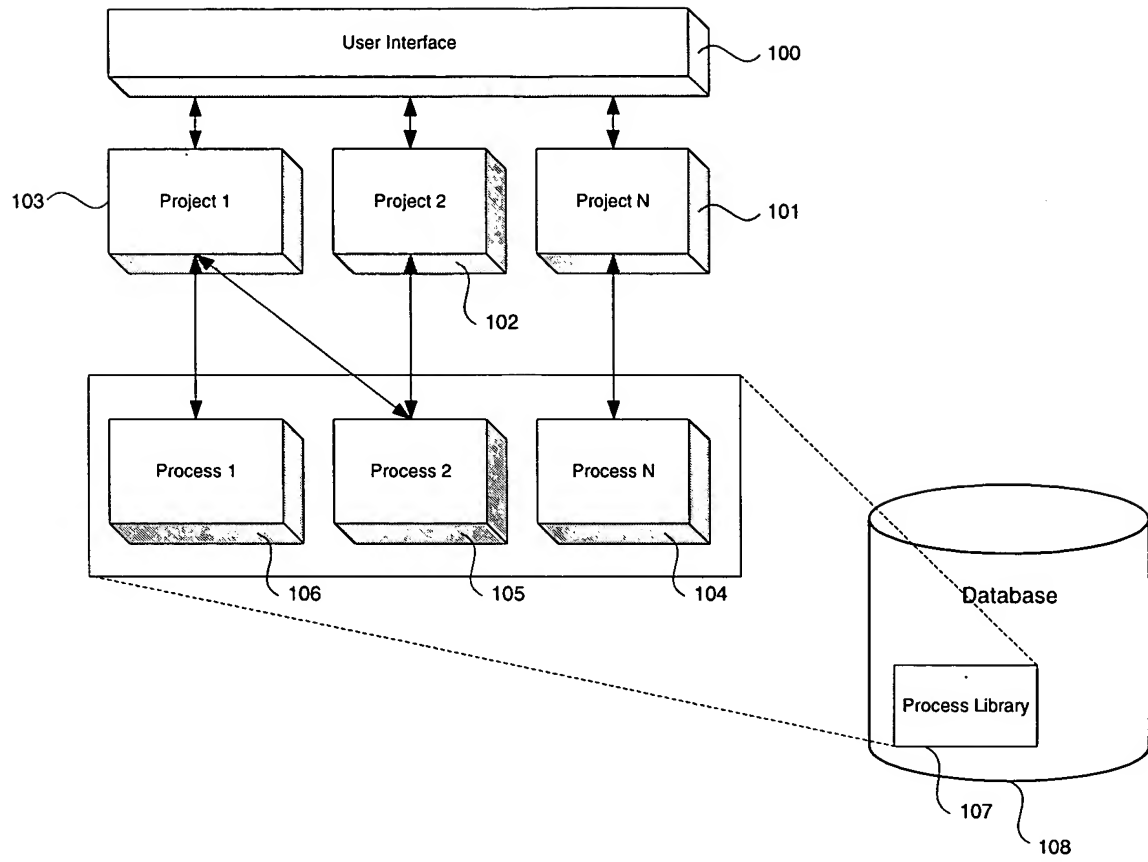 User Interface
100
Project 1
Project 2
Project N
103
101
102
Process 1
Process 2
Process N
106
105
104
Database
Process Library
107
108